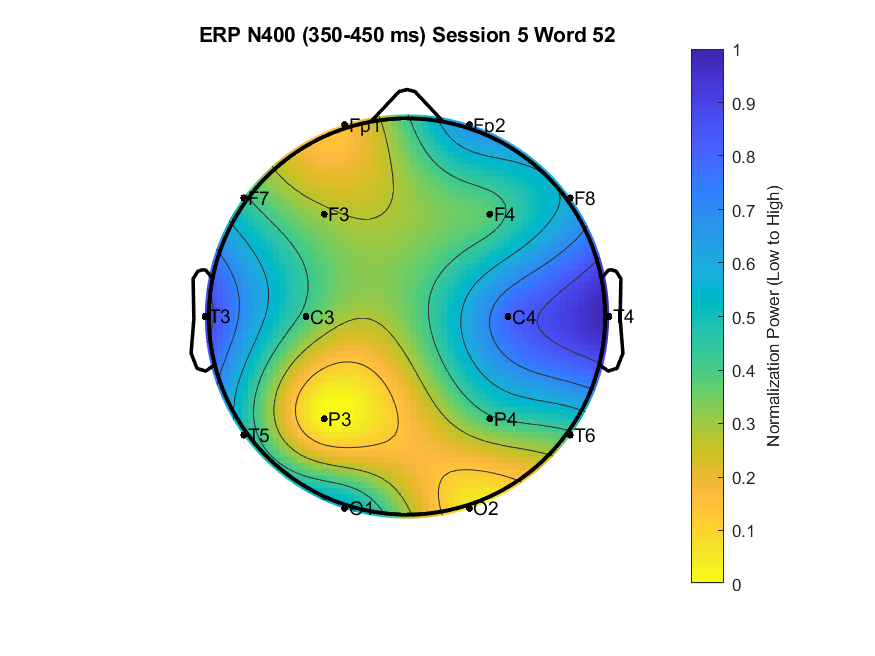 ERP N400 (350-450 ms) Session 5 Word 52
Fp1
Fp2
F7
F3
F4
F8
T3
C3
C4
T4
T5
P3
P4
T6
O1
O2
1
0.9
0.8
0.7
0.6
0.5
0.4
0.3
0.2
0.1
0
Normalization Power (Low to High)